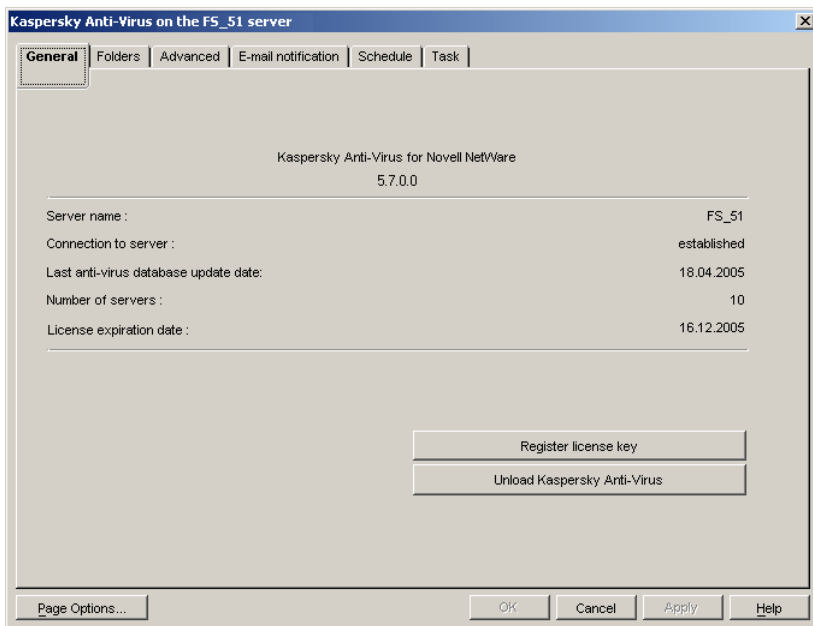 Kaspersky Anti-Virus on the FS_51 server
General Folders Advanced E-mail notification Schedule Task
Kaspersky Anti-Virus for Novell NetWare
5.7.0.0
Server name : FS_51
Connection to server : established
Last anti-virus database update date: 18.04.2005
Number of servers : 10
License expiration date : 16.12.2005
Register license key
Unload Kaspersky Anti-Virus
Page Options... OK Cancel Apply Help